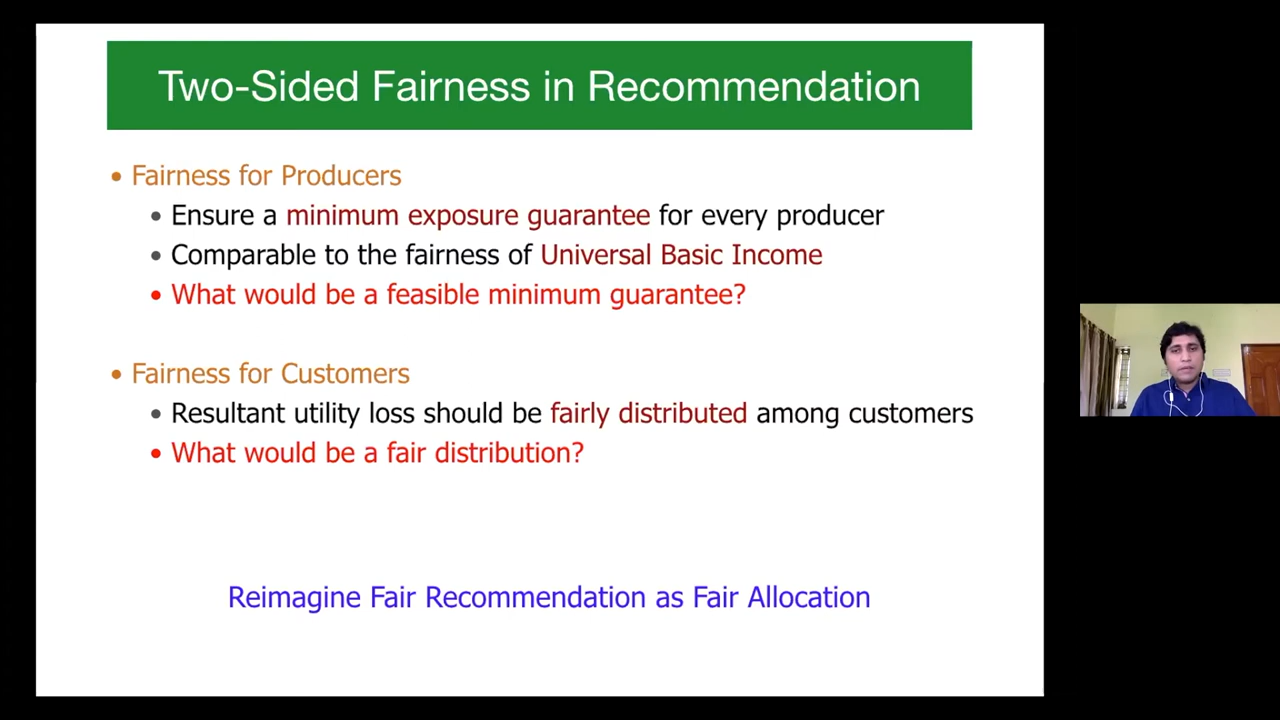 Two-Sided Fairness in Recommendation
• Fairness for Producers
• Ensure a minimum exposure guarantee for every producer
• Comparable to the fairness of Universal Basic Income
• What would be a feasible minimum guarantee?
• Fairness for Customers
• Resultant utility loss should be fairly distributed among customers
• What would be a fair distribution?
Reimagine Fair Recommendation as Fair Allocation